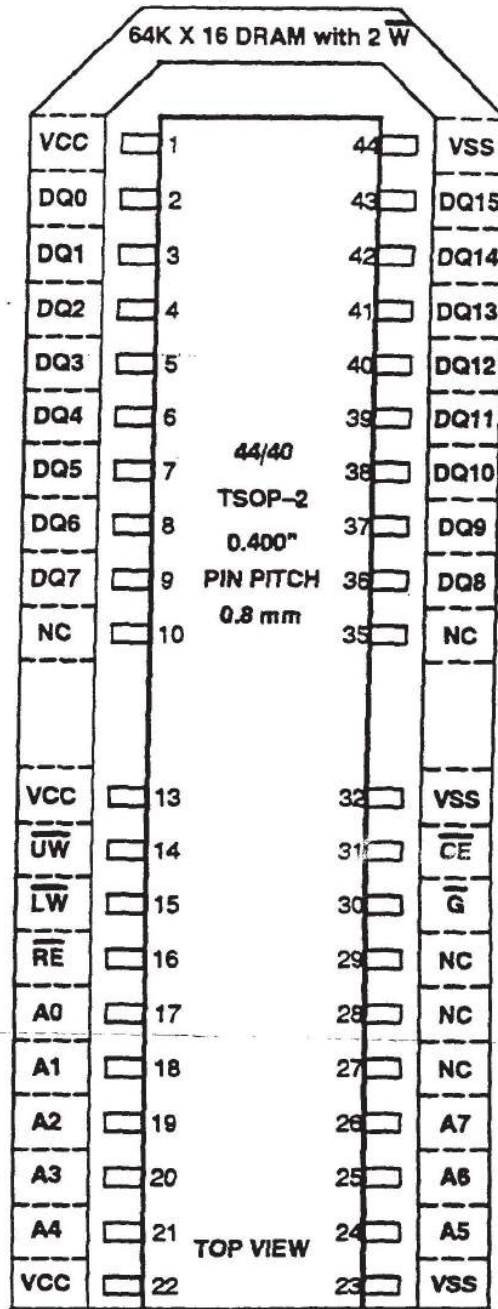 64K X 16 DRAM with 2 W̅
VCC 1 44 VSS
DQ0 2 43 DQ15
DQ1 3 42 DQ14
DQ2 4 41 DQ13
DQ3 5 40 DQ12
DQ4 6 39 DQ11
44/40
DQ5 7 38 DQ10
TSOP–2
DQ6 8 37 DQ9
0.400"
DQ7 9 PIN PITCH 36 DQ8
0.8 mm
NC 10 35 NC
VCC 13 32 VSS
U̅W̅ 14 31 C̅E̅
L̅W̅ 15 30 G̅
R̅E̅ 16 29 NC
A0 17 28 NC
A1 18 27 NC
A2 19 26 A7
A3 20 25 A6
A4 21 24 A5
TOP VIEW
VCC 22 23 VSS